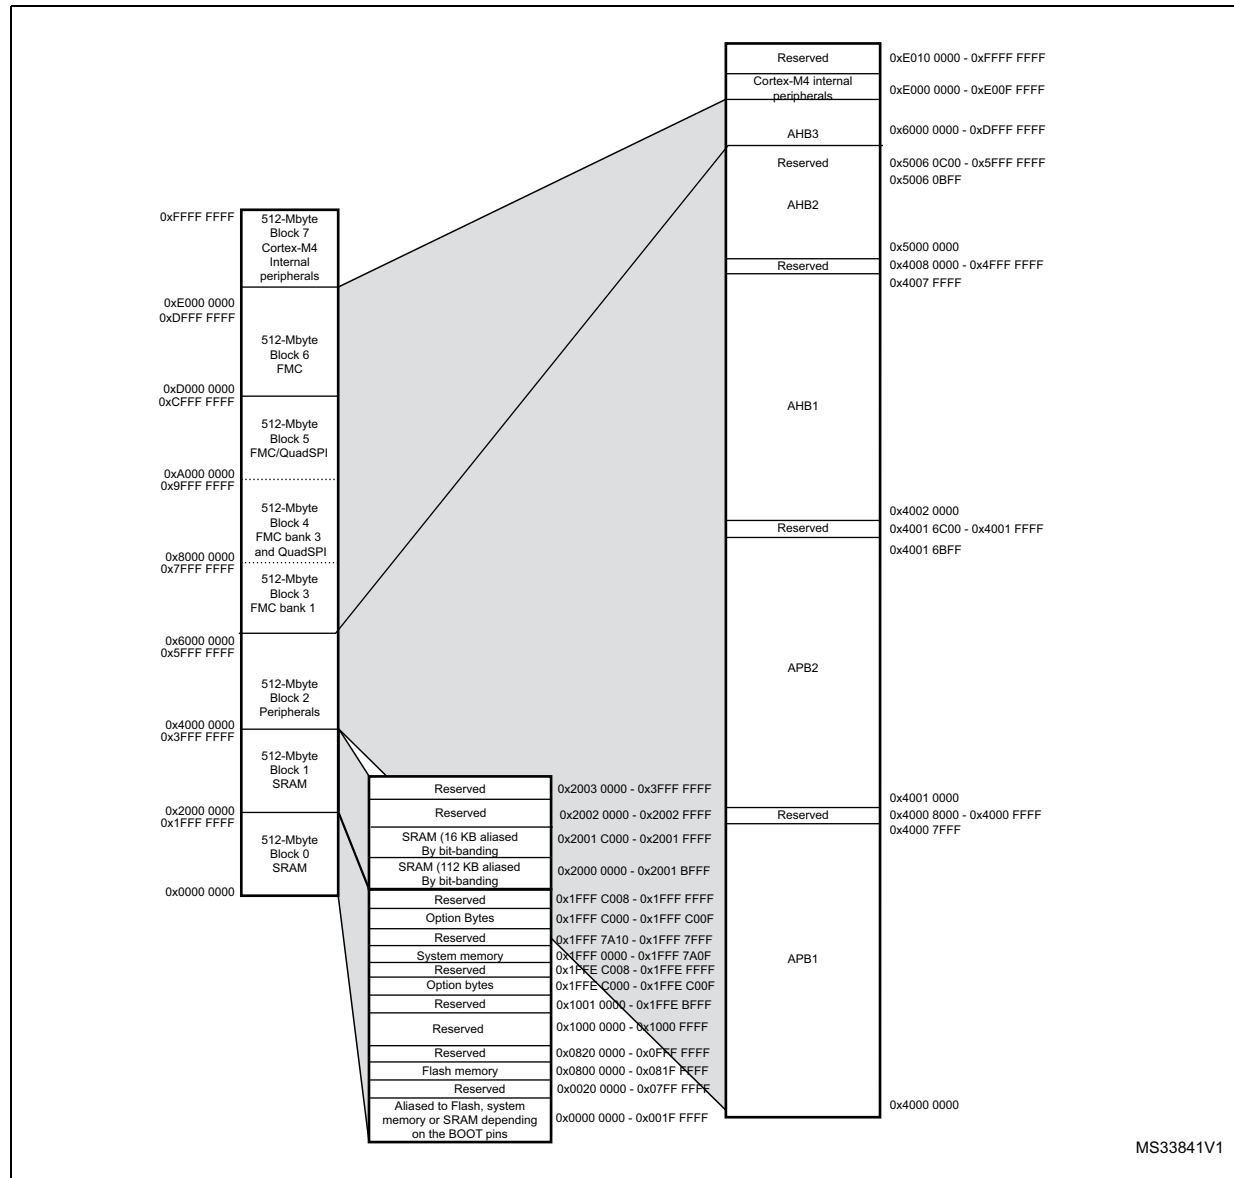 0xFFFF FFFF
512-Mbyte
Block 7
Cortex-M4
Internal
peripherals
0xE000 0000
0xDFFF FFFF
512-Mbyte
Block 6
FMC
0xD000 0000
0xCFFF FFFF
512-Mbyte
Block 5
FMC/QuadSPI
0xA000 0000
0x9FFF FFFF
512-Mbyte
Block 4
FMC bank 3
and QuadSPI
0x8000 0000
0x7FFF FFFF
512-Mbyte
Block 3
FMC bank 1
0x6000 0000
0x5FFF FFFF
512-Mbyte
Block 2
Peripherals
0x4000 0000
0x3FFF FFFF
512-Mbyte
Block 1
SRAM
0x2000 0000
0x1FFF FFFF
512-Mbyte
Block 0
SRAM
0x0000 0000
Reserved 0x2003 0000 - 0x3FFF FFFF
Reserved 0x2002 0000 - 0x2002 FFFF
SRAM (16 KB aliased
By bit-banding
0x2001 C000 - 0x2001 FFFF
SRAM (112 KB aliased
By bit-banding
0x2000 0000 - 0x2001 BFFF
Reserved 0x1FFF C008 - 0x1FFF FFFF
Option Bytes 0x1FFF C000 - 0x1FFF C00F
Reserved 0x1FFF 7A10 - 0x1FFF 7FFF
System memory 0x1FFF 0000 - 0x1FFF 7A0F
Reserved 0x1FFE C008 - 0x1FFE FFFF
Option bytes 0x1FFE C000 - 0x1FFE C00F
Reserved 0x1001 0000 - 0x1FFE BFFF
Reserved 0x1000 0000 - 0x1000 FFFF
Reserved 0x0820 0000 - 0x0FFF FFFF
Flash memory 0x0800 0000 - 0x081F FFFF
Reserved 0x0020 0000 - 0x07FF FFFF
Aliased to Flash, system
memory or SRAM depending
on the BOOT pins
0x0000 0000 - 0x001F FFFF
Reserved 0xE010 0000 - 0xFFFF FFFF
Cortex-M4 internal
peripherals
0xE000 0000 - 0xE00F FFFF
AHB3 0x6000 0000 - 0xDFFF FFFF
Reserved 0x5006 0C00 - 0x5FFF FFFF
0x5006 0BFF
AHB2
0x5000 0000
Reserved 0x4008 0000 - 0x4FFF FFFF
0x4007 FFFF
AHB1
0x4002 0000
Reserved 0x4001 6C00 - 0x4001 FFFF
0x4001 6BFF
APB2
0x4001 0000
Reserved 0x4000 8000 - 0x4000 FFFF
0x4000 7FFF
APB1
0x4000 0000
MS33841V1